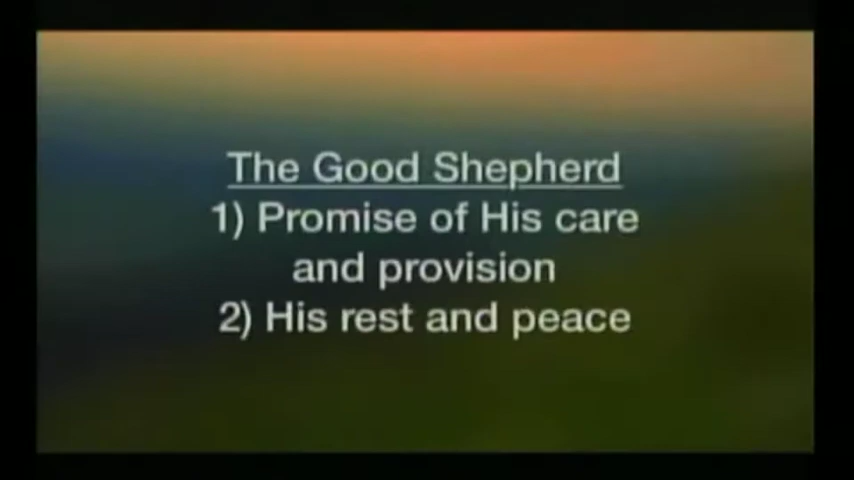 The Good Shepherd
1) Promise of His care
and provision
2) His rest and peace